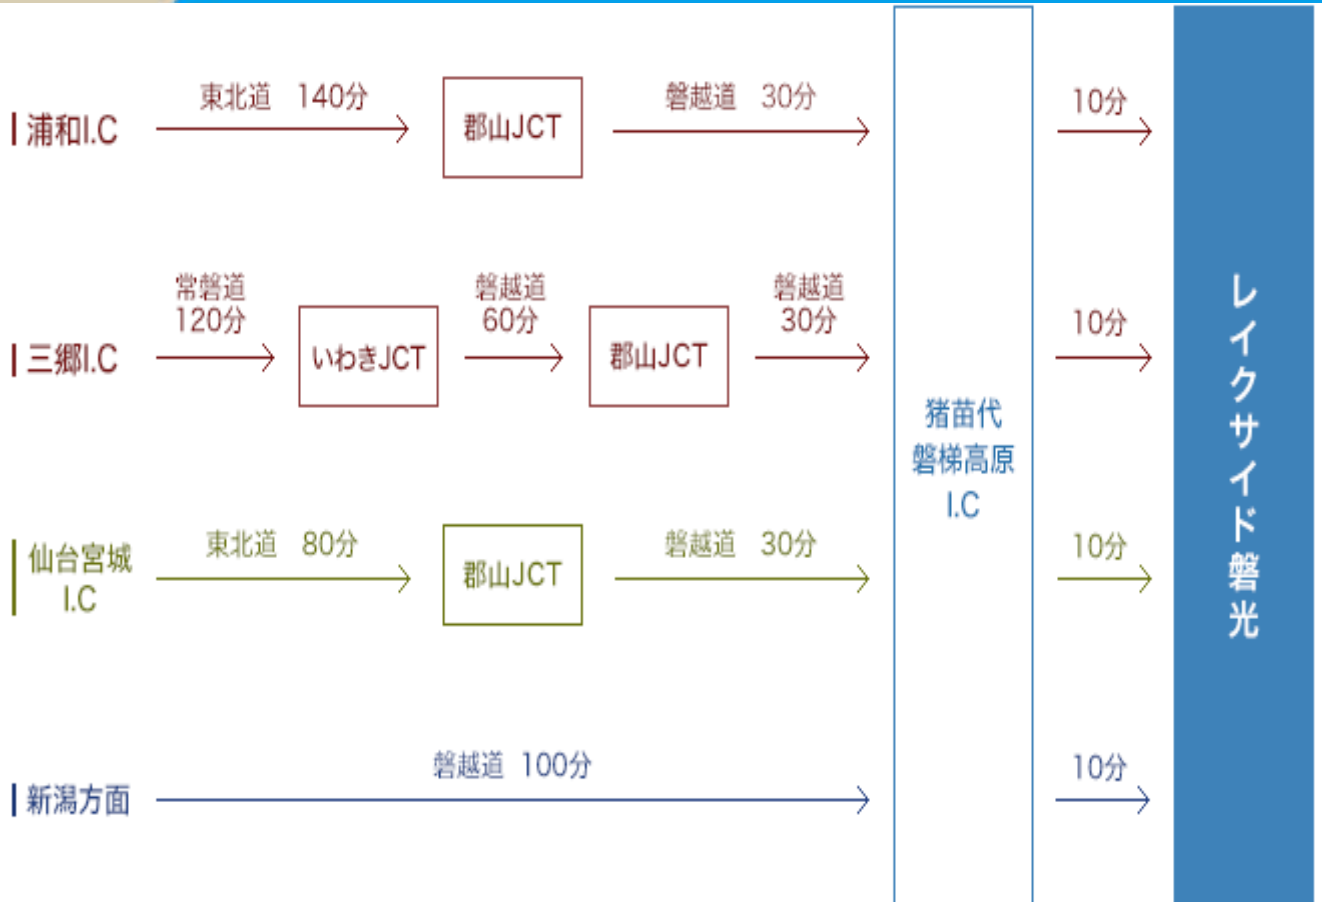 浦和I.C
東北道 140分
郡山JCT
磐越道 30分
10分
三郷I.C
常磐道
120分
いわきJCT
磐越道
60分
郡山JCT
磐越道
30分
10分
仙台宮城
I.C
東北道 80分
郡山JCT
磐越道 30分
10分
新潟方面
磐越道 100分
10分
猪苗代
磐梯高原
I.C
レイクサイド磐光